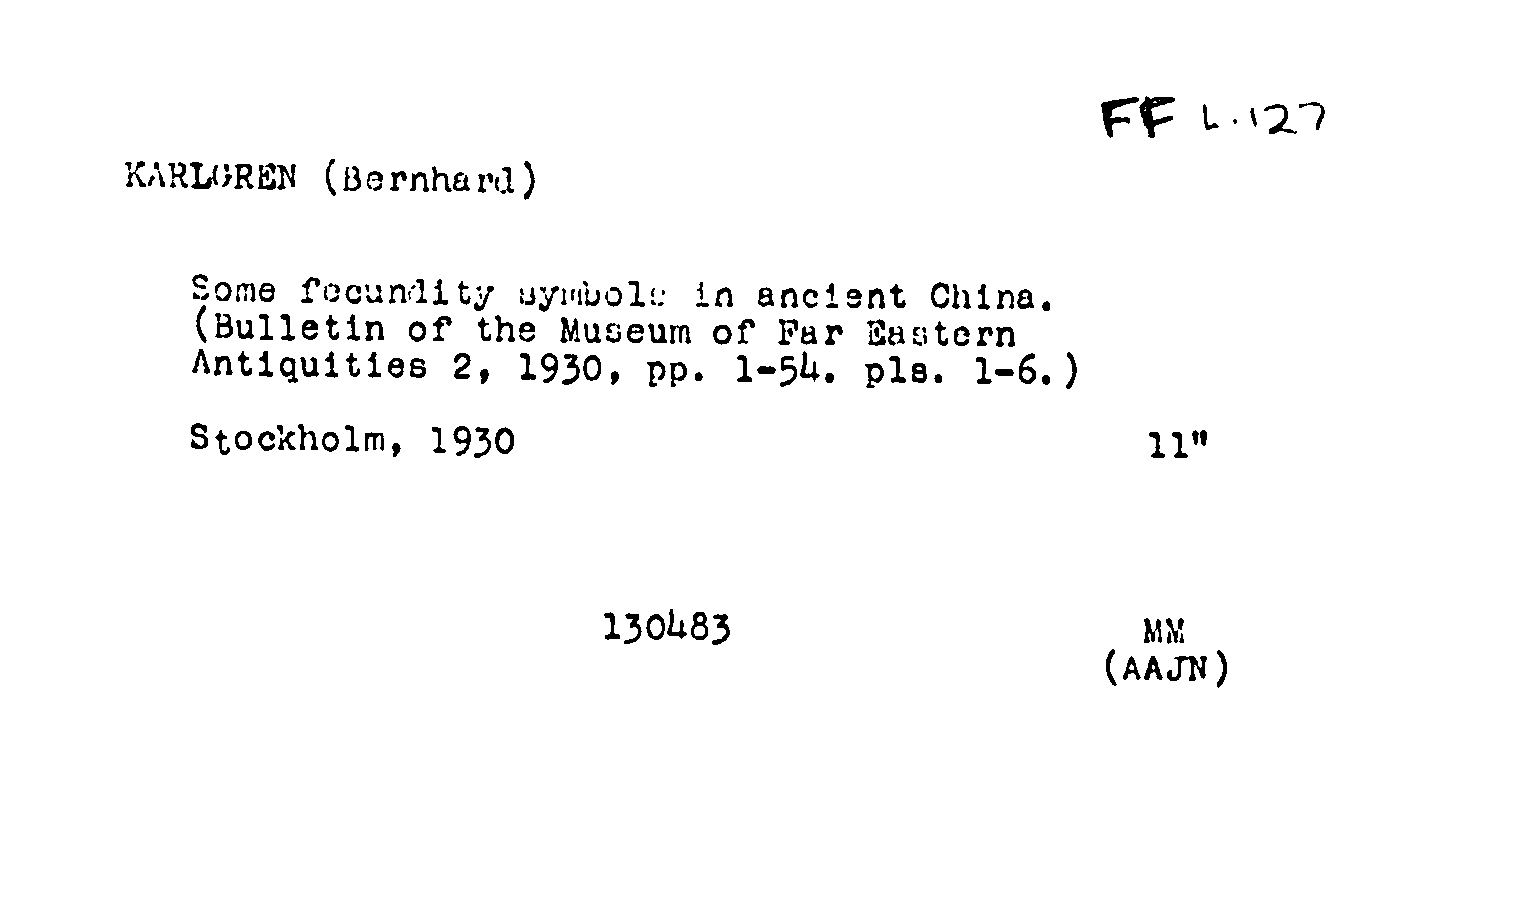 FF L.127
KARLGREN (Bernhard)
Some fecundity symbols in ancient China.
(Bulletin of the Museum of Far Eastern
Antiquities 2, 1930, pp. 1-54. pls. 1-6.)
Stockholm, 1930 11"
130483 MM
(AAJN)